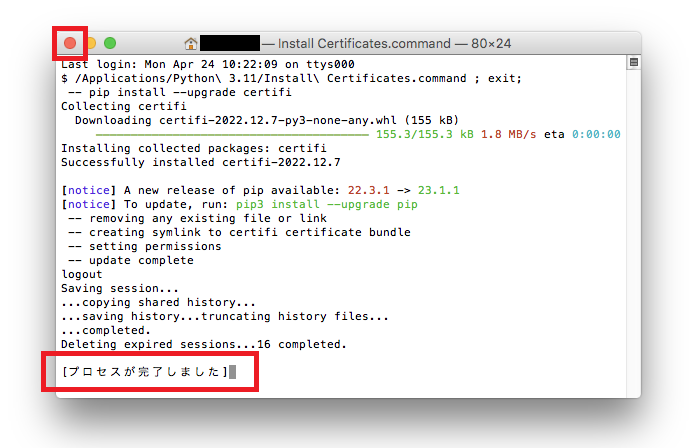 — Install Certificates.command — 80×24
Last login: Mon Apr 24 10:22:09 on ttys000
$ /Applications/Python\ 3.11/Install\ Certificates.command ; exit;
-- pip install --upgrade certifi
Collecting certifi
Downloading certifi-2022.12.7-py3-none-any.whl (155 kB)
155.3/155.3 kB 1.8 MB/s eta 0:00:00
Installing collected packages: certifi
Successfully installed certifi-2022.12.7
[notice] A new release of pip available: 22.3.1 -> 23.1.1
[notice] To update, run: pip3 install --upgrade pip
-- removing any existing file or link
-- creating symlink to certifi certificate bundle
-- setting permissions
-- update complete
logout
Saving session...
...copying shared history...
...saving history...truncating history files...
...completed.
Deleting expired sessions...16 completed.
[プロセスが完了しました]